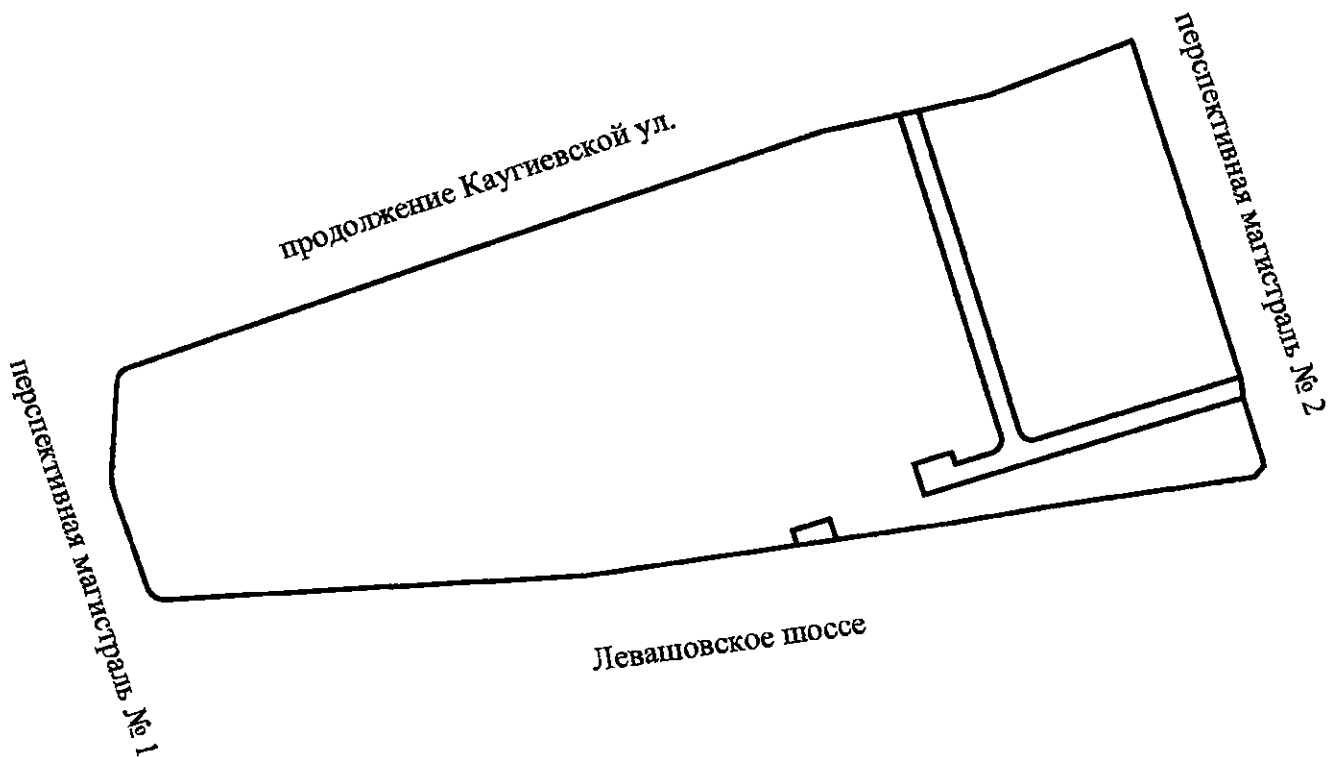 перспективная магистраль № 2
продолжение Каугиевской ул.
перспективная магистраль № 1
Левашовское шоссе